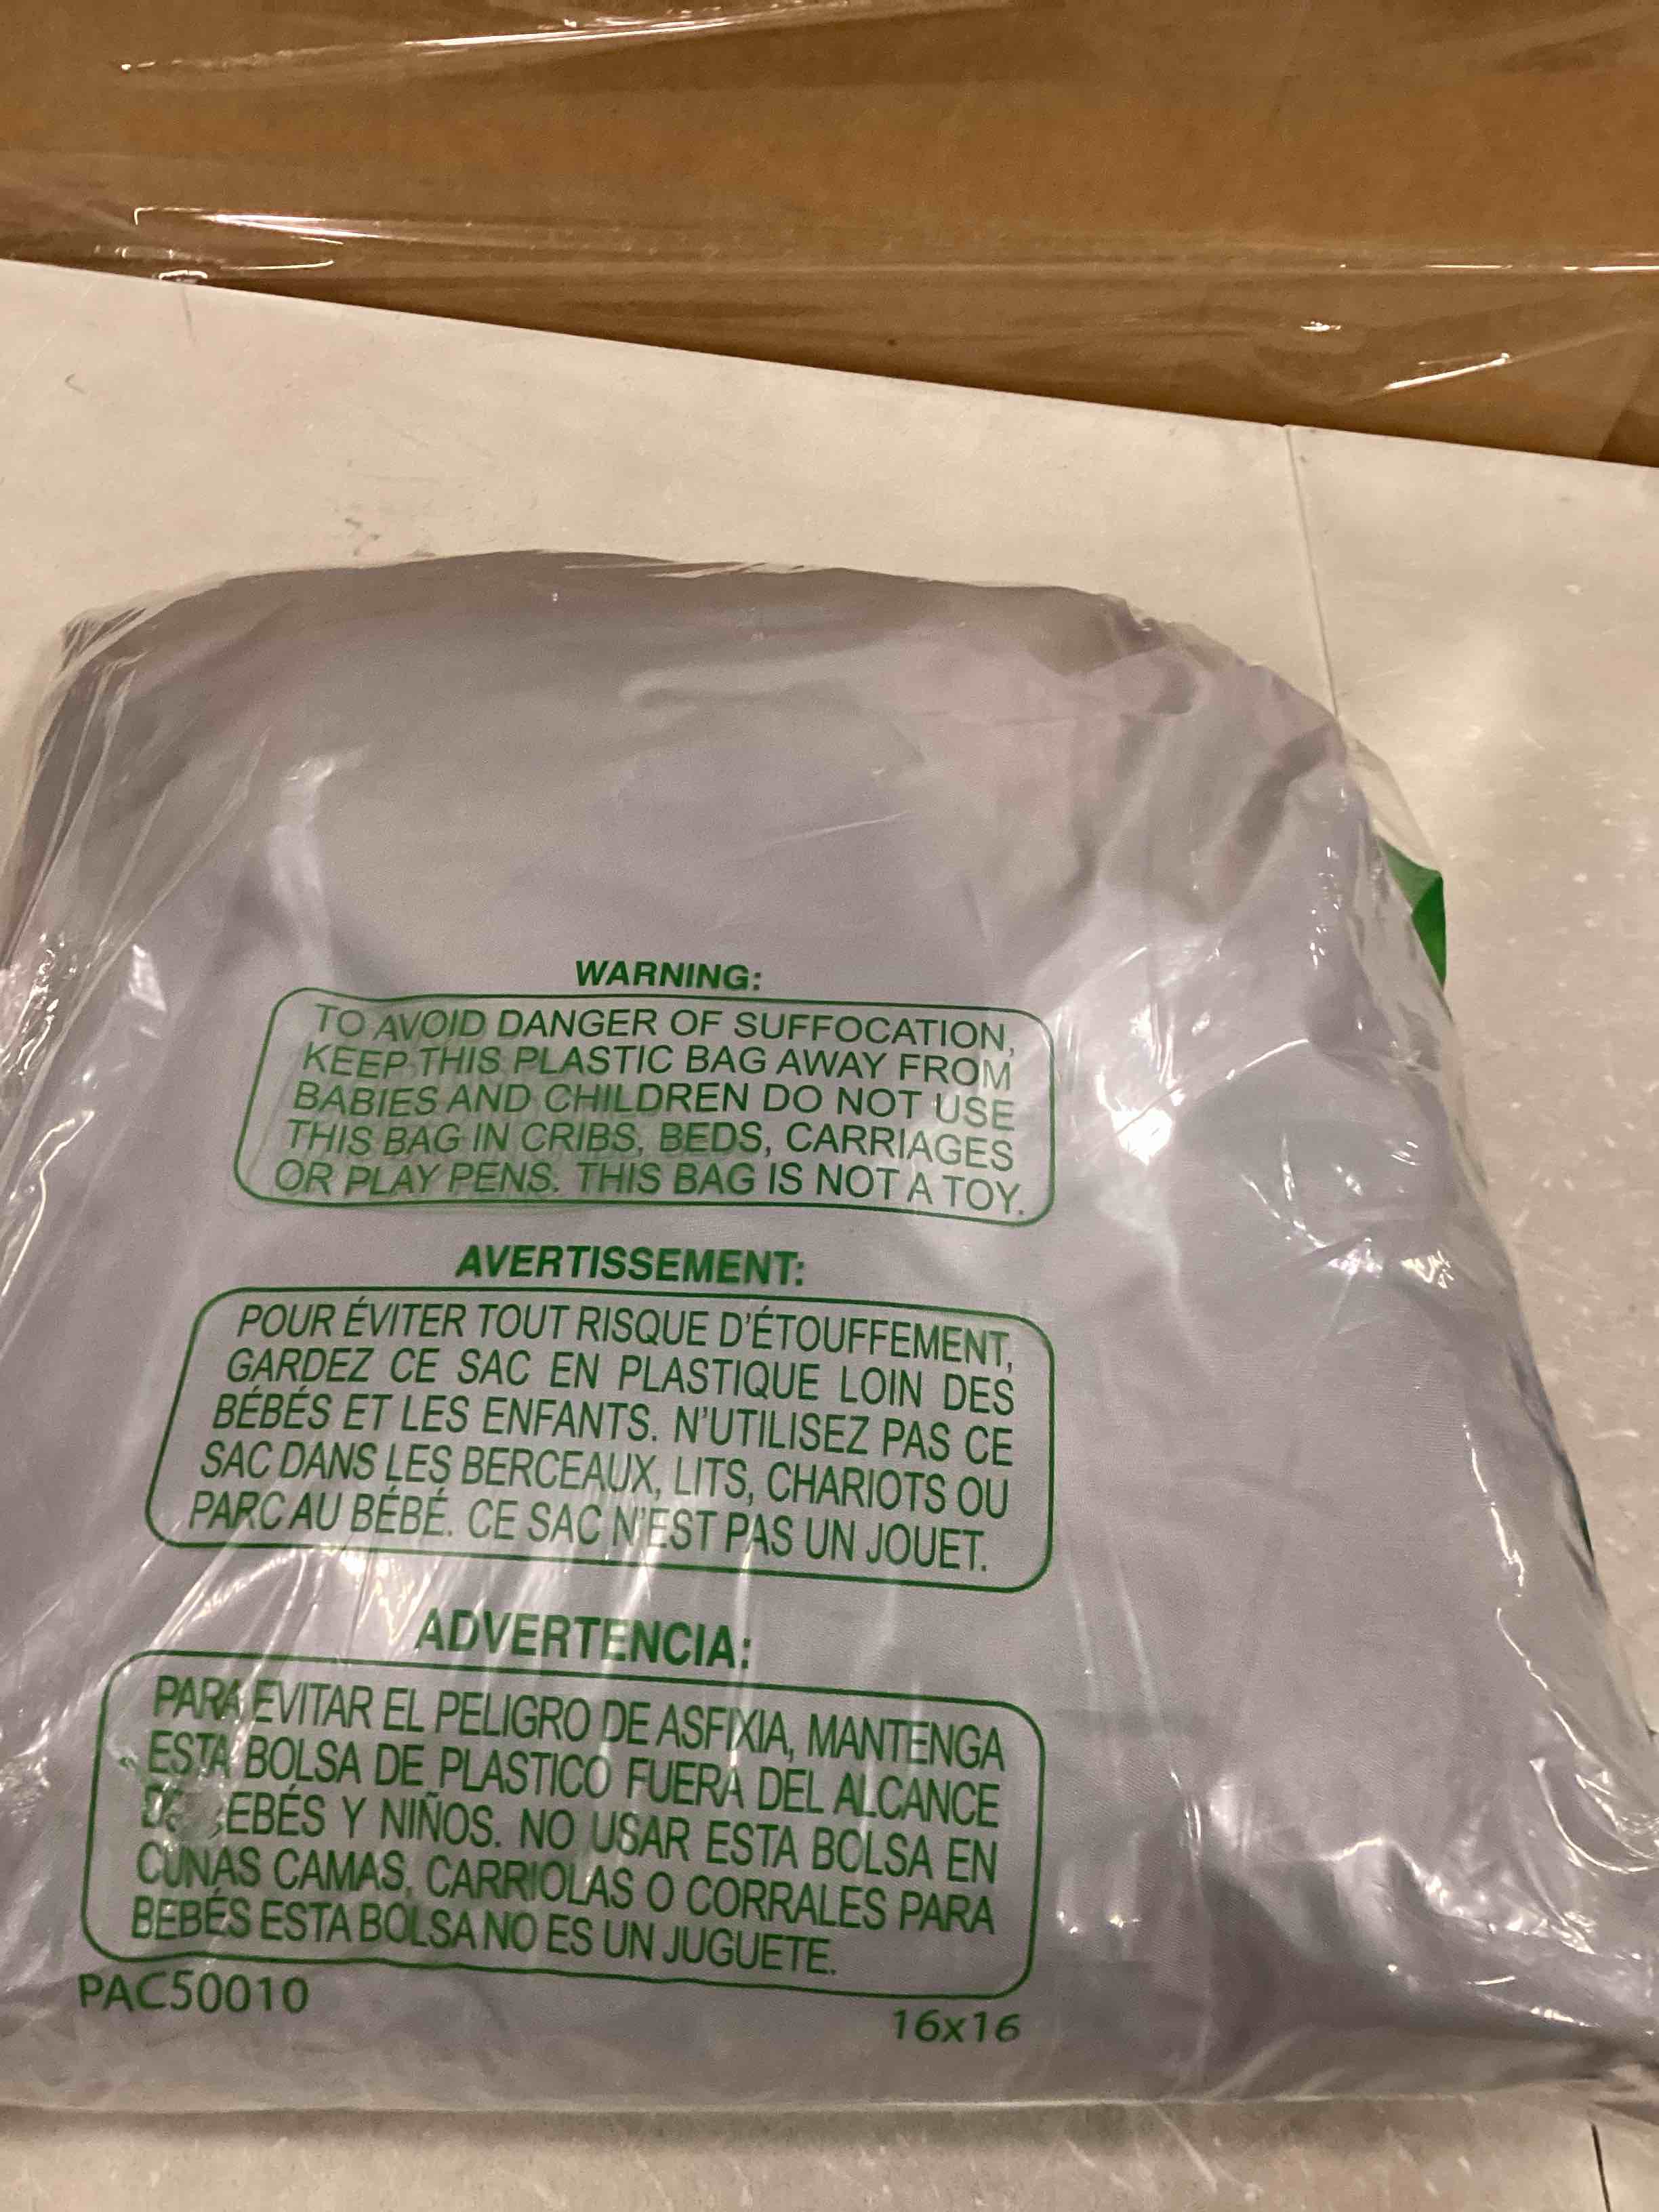 WARNING:
TO AVOID DANGER OF SUFFOCATION,
KEEP THIS PLASTIC BAG AWAY FROM
BABIES AND CHILDREN DO NOT USE
THIS BAG IN CRIBS, BEDS, CARRIAGES
OR PLAY PENS. THIS BAG IS NOT A TOY.
AVERTISSEMENT:
POUR ÉVITER TOUT RISQUE D'ÉTOUFFEMENT,
GARDEZ CE SAC EN PLASTIQUE LOIN DES
BÉBÉS ET LES ENFANTS. N'UTILISEZ PAS CE
SAC DANS LES BERCEAUX, LITS, CHARIOTS OU
PARC AU BÉBÉ. CE SAC N'EST PAS UN JOUET.
ADVERTENCIA:
PARA EVITAR EL PELIGRO DE ASFIXIA, MANTENGA
ESTA BOLSA DE PLASTICO FUERA DEL ALCANCE
EBÉS Y NIÑOS. NO USAR ESTA BOLSA EN
CUNAS CAMAS, CARRIOLAS O CORRALES PARA
BEBÉS ESTA BOLSA NO ES UN JUGUETE.
PAC50010
16x16